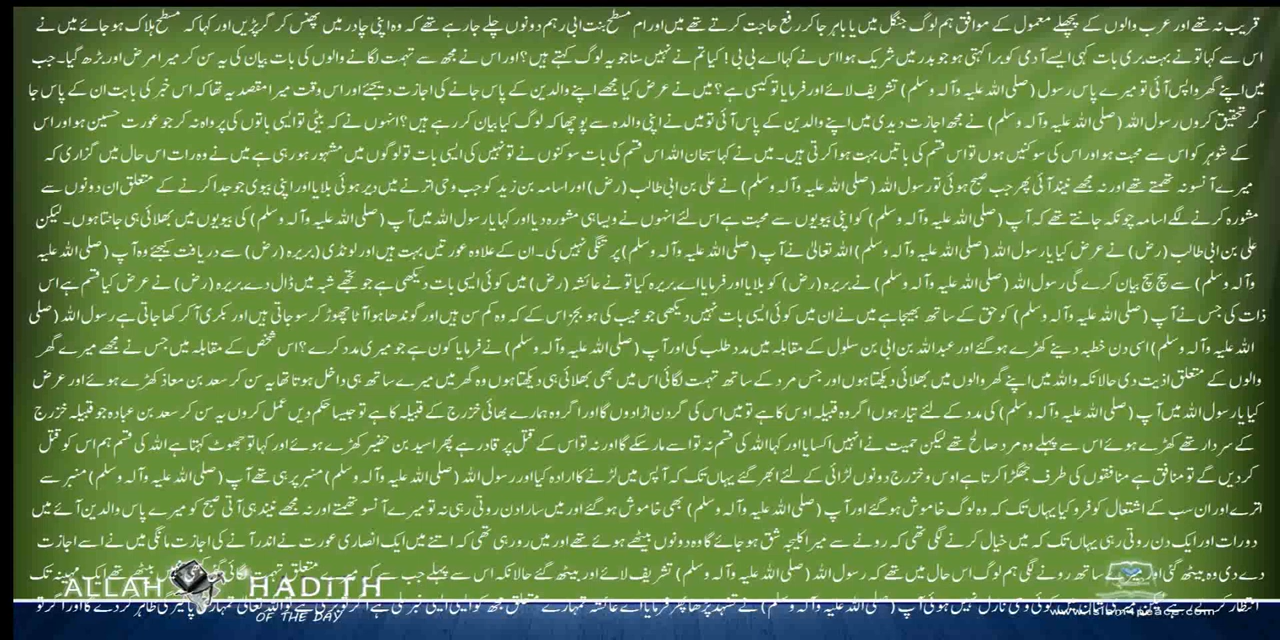 قریب نہ تھے اور عرب والوں کے پچھلے معمول کے موافق ہم لوگ جنگل میں یا باہر جا کر رفع حاجت کرتے تھے میں اور ام مسطح بنت ابی رہم دونوں چلے جا رہے تھے کہ وہ اپنی چادر میں پھنس کر گر پڑیں اور کہا کہ مسطح ہلاک ہو جائے میں نے
اس سے کہا تو نے بہت بری بات کہی ایسے آدمی کو برا کہتی ہو جو بدر میں شریک ہوا اس نے کہا اے بی بی! کیا تم نے نہیں سنا جو یہ لوگ کہتے ہیں؟ اور اس نے مجھ سے تہمت لگانے والوں کی بات بیان کی یہ سن کر میرا مرض اور بڑھ گیا۔ جب
میں اپنے گھر واپس آئی تو میرے پاس رسول (صلی اللہ علیہ وآلہ وسلم) تشریف لائے اور فرمایا تو کیسی ہے؟ میں نے عرض کیا مجھے اپنے والدین کے پاس جانے کی اجازت دیجئے اور اس وقت میرا مقصد یہ تھا کہ اس خبر کی بابت ان کے پاس جا
کر تحقیق کروں رسول اللہ (صلی اللہ علیہ وآلہ وسلم) نے مجھ اجازت دیدی میں اپنے والدین کے پاس آئی تو میں نے اپنی والدہ سے پوچھا کہ لوگ کیا بیان کر رہے ہیں؟ انہوں نے کہ بیٹی تو ایسی باتوں کی پرواہ نہ کر جو عورت حسین ہو اور اس
کے شوہر کو اس سے محبت ہو اور اس کی سوکنیں ہوں تو اس قسم کی باتیں بہت ہوا کرتی ہیں۔ میں نے کہا سبحان اللہ اس قسم کی بات سوکنوں نے تو نہیں کی ایسی بات تو لوگوں میں مشہور ہو رہی ہے میں نے وہ رات اس حال میں گزاری کہ
میرے آنسو نہ تھمتے تھے اور نہ مجھے نیند آئی پھر جب صبح ہوئی تو رسول اللہ (صلی اللہ علیہ وآلہ وسلم) نے علی بن ابی طالب (رض) اور اسامہ بن زید کو جب وحی اترنے میں دیر ہوئی بلایا اور اپنی بیوی جو جدا کرنے کے متعلق ان دونوں سے
مشورہ کرنے لگے اسامہ چونکہ جانتے تھے کہ آپ (صلی اللہ علیہ وآلہ وسلم) کو اپنی بیویوں سے محبت ہے اس لئے انہوں نے ویسا ہی مشورہ دیا اور کہا یا رسول اللہ میں آپ (صلی اللہ علیہ وآلہ وسلم) کی بیویوں میں بھلائی ہی جانتا ہوں۔ لیکن
علی بن ابی طالب (رض) نے عرض کیا یا رسول اللہ (صلی اللہ علیہ وآلہ وسلم) اللہ تعالیٰ نے آپ (صلی اللہ علیہ وآلہ وسلم) پر تنگی نہیں کی۔ ان کے علاوہ عورتیں بہت ہیں اور لونڈی (بریرہ (رض) سے دریافت کیجئے وہ آپ (صلی اللہ علیہ
وآلہ وسلم) سے سچ سچ بیان کرے گی رسول اللہ (صلی اللہ علیہ وآلہ وسلم) نے بریرہ (رض) کو بلایا اور فرمایا اے بریرہ کیا تو نے عائشہ (رض) میں کوئی ایسی بات دیکھی ہے جو تجھے شبہ میں ڈال دے بریرہ (رض) نے عرض کیا قسم ہے اس
ذات کی جس نے آپ (صلی اللہ علیہ وآلہ وسلم) کو حق کے ساتھ بھیجا ہے میں نے ان میں کوئی ایسی بات نہیں دیکھی جو عیب کی ہو بجز اس کے کہ وہ کم سن ہیں اور گوندھا ہوا آٹا چھوڑ کر سو جاتی ہیں اور بکری آ کر کھا جاتی ہے رسول اللہ (صلی
اللہ علیہ وآلہ وسلم) اسی دن خطبہ دینے کھڑے ہو گئے اور عبداللہ بن ابی بن سلول کے مقابلہ میں مدد طلب کی اور آپ (صلی اللہ علیہ وآلہ وسلم) نے فرمایا کون ہے جو میری مدد کرے؟ اس شخص کے مقابلہ میں جس نے مجھے میرے گھر
والوں کے متعلق اذیت دی حالانکہ واللہ میں اپنے گھر والوں میں بھلائی دیکھتا ہوں اور جس مرد کے ساتھ تہمت لگائی اس میں بھی بھلائی ہی دیکھتا ہوں وہ گھر میں میرے ساتھ ہی داخل ہوتا تھا یہ سن کر سعد بن معاذ کھڑے ہوئے اور عرض
کیا یا رسول اللہ میں آپ (صلی اللہ علیہ وآلہ وسلم) کی مدد کے لئے تیار ہوں اگر وہ قبیلہ اوس کا ہے تو میں اس کی گردن اڑا دوں گا اور اگر وہ ہمارے بھائی خزرج کے قبیلہ کا ہے تو جیسا حکم دیں عمل کروں یہ سن کر سعد بن عبادہ جو قبیلہ خزرج
کے سردار تھے کھڑے ہوئے اس سے پہلے وہ مرد صالح تھے لیکن حمیت نے انہیں اکسایا اور کہا اللہ کی قسم نہ تو اسے مار سکے گا اور نہ تو اس کے قتل پر قادر ہے پھر اسید بن حضیر کھڑے ہوئے اور کہا تو جھوٹ کہتا ہے اللہ کی قسم ہم اس کو قتل
کر دیں گے تو منافق ہے منافقوں کی طرف جھگڑا کرتا ہے اوس و خزرج دونوں لڑائی کے لئے ابھر گئے یہاں تک کہ آپس میں لڑنے کا ارادہ کیا اور رسول اللہ (صلی اللہ علیہ وآلہ وسلم) منبر پر ہی تھے آپ (صلی اللہ علیہ وآلہ وسلم) منبر سے
اترے اور ان سب کے اشتعال کو فرو کیا یہاں تک کہ وہ لوگ خاموش ہو گئے اور آپ (صلی اللہ علیہ وآلہ وسلم) بھی خاموش ہو گئے اور میں سارا دن روتی رہی نہ تو میرے آنسو تھمتے اور نہ مجھے نیند ہی آتی صبح کو میرے پاس والدین آئے میں
دو رات اور ایک دن روتی رہی یہاں تک کہ میں خیال کرنے لگی تھی کہ رونے سے میرا کلیجہ شق ہو جائے گا وہ دونوں بیٹھے ہوئے تھے اور میں رو رہی تھی کہ اتنے میں ایک انصاری عورت نے اندر آنے کی اجازت مانگی میں نے اسے اجازت
دے دی وہ بیٹھ گئی اور میرے ساتھ رونے لگی ہم لوگ اس حال میں تھے کہ رسول اللہ (صلی اللہ علیہ وآلہ وسلم) تشریف لائے اور بیٹھ گئے حالانکہ اس سے پہلے جب سے کہ میرے متعلق تہمت لگائی بیٹھے تھے ایک مہینہ تک
ALLAH HADITH
OF THE DAY
www.islam4peace.com